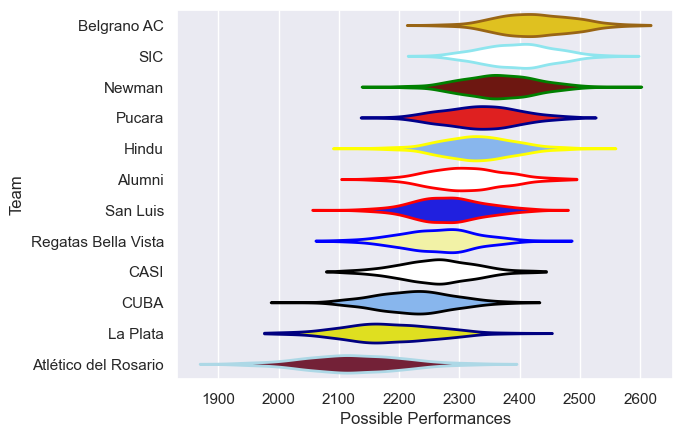 Belgrano AC
SIC
Newman
Pucara
Hindu
Alumni
San Luis
Regatas Bella Vista
CASI
CUBA
La Plata
Atlético del Rosario
Team
1900 2000 2100 2200 2300 2400 2500 2600
Possible Performances